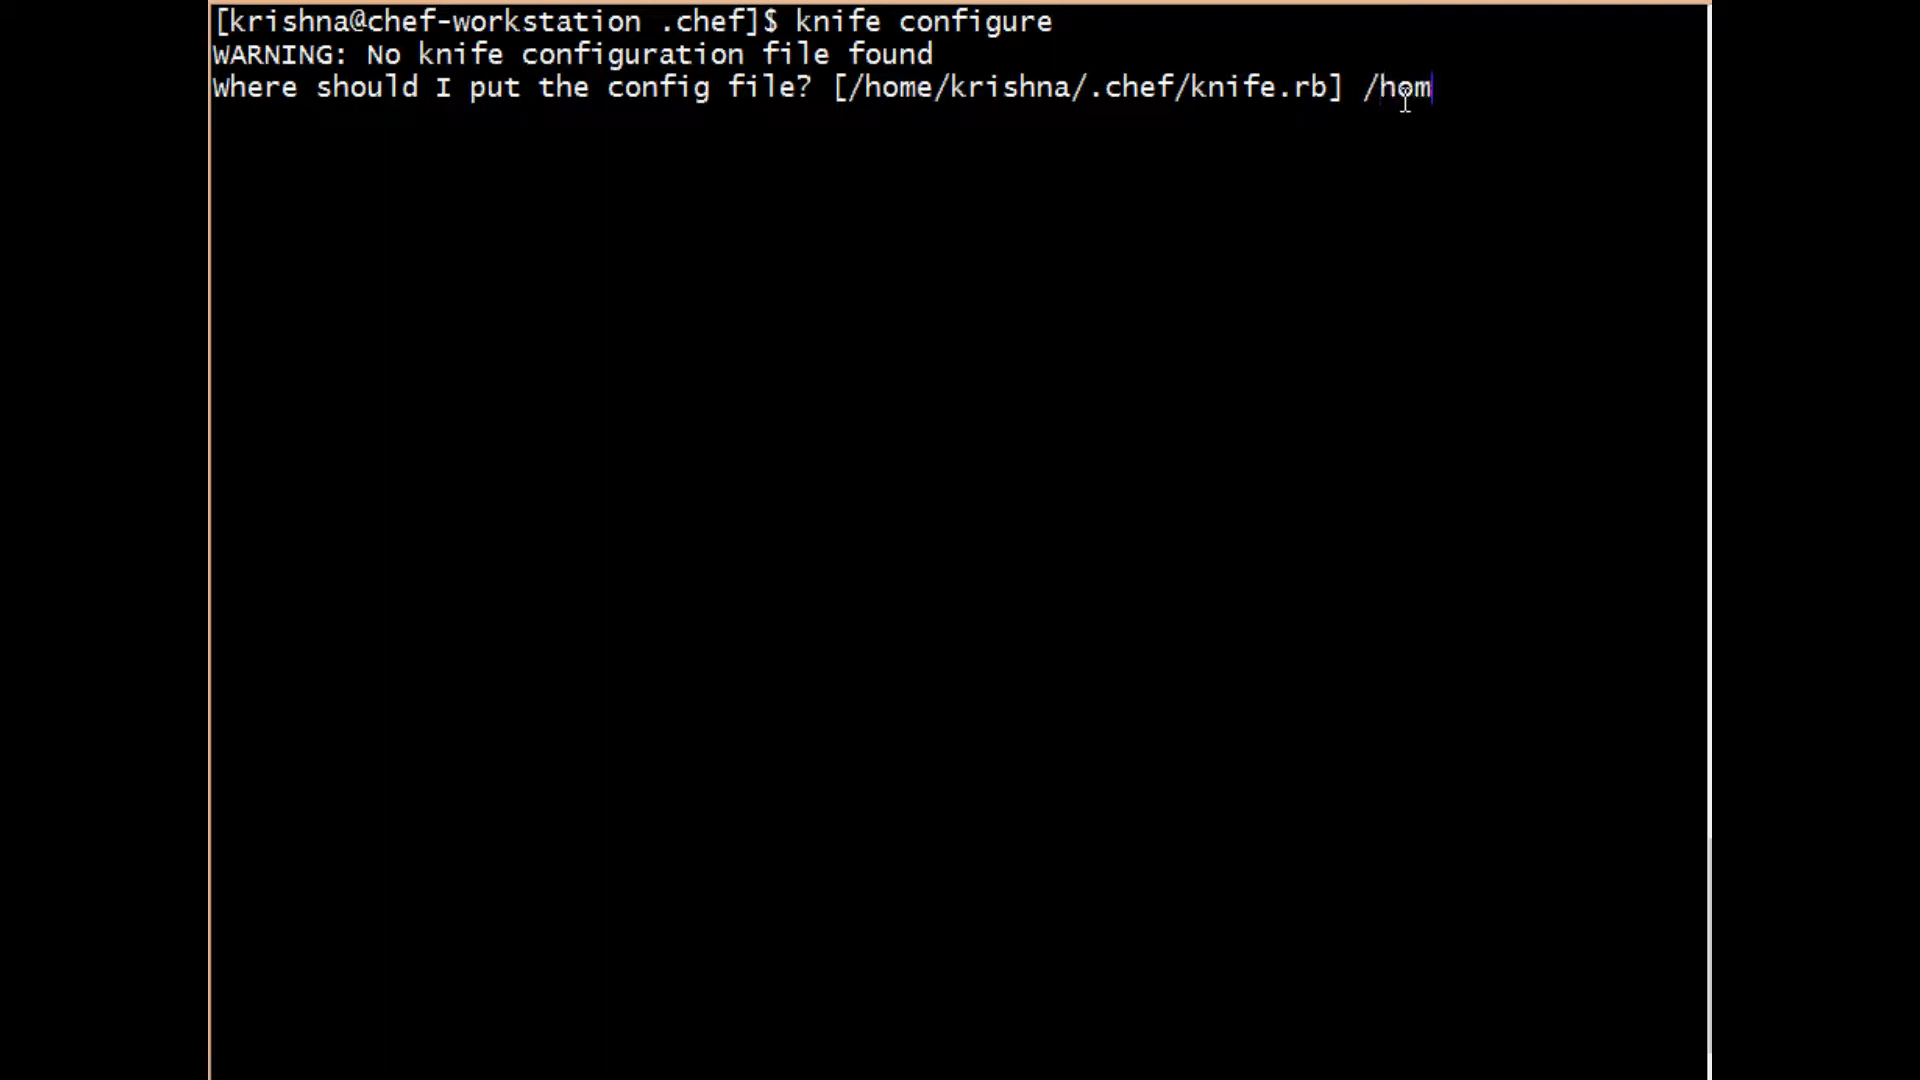 [krishna@chef-workstation .chef]$ knife configure
WARNING: No knife configuration file found
Where should I put the config file? [/home/krishna/.chef/knife.rb] /hom